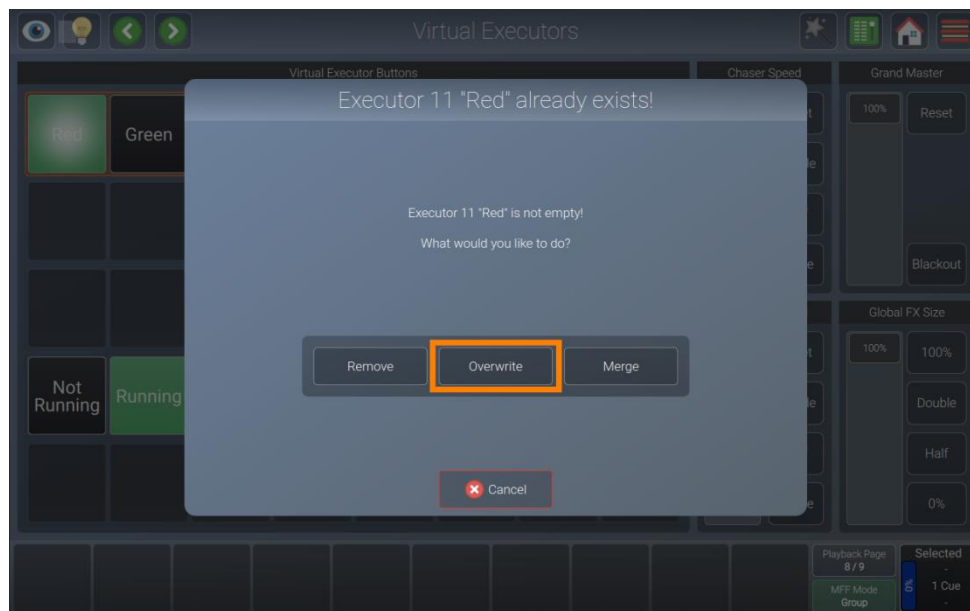 Virtual Executors
Virtual Executor Buttons
Chaser Speed
Grand Master
Executor 11 "Red" already exists!
Red
Green
100%
Reset
Executor 11 "Red" is not empty!
What would you like to do?
Blackout
Global FX Size
Remove
Overwrite
Merge
100%
100%
Not
Running
Running
Double
Half
Cancel
0%
Playback Page
8 / 9
MFF Mode
Group
0%
Selected
-
1 Cue
-